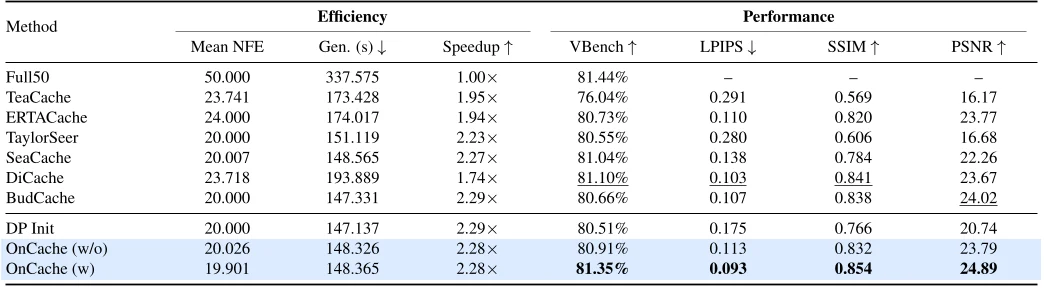 Method Efficiency Performance
Mean NFE Gen. (s) ↓ Speedup ↑ VBench ↑ LPIPS ↓ SSIM ↑ PSNR ↑
Full50 50.000 337.575 1.00× 81.44% – – –
TeaCache 23.741 173.428 1.95× 76.04% 0.291 0.569 16.17
ERTACache 24.000 174.017 1.94× 80.73% 0.110 0.820 23.77
TaylorSeer 20.000 151.119 2.23× 80.55% 0.280 0.606 16.68
SeaCache 20.007 148.565 2.27× 81.04% 0.138 0.784 22.26
DiCache 23.718 193.889 1.74× 81.10% 0.103 0.841 23.67
BudCache 20.000 147.331 2.29× 80.66% 0.107 0.838 24.02
DP Init 20.000 147.137 2.29× 80.51% 0.175 0.766 20.74
OnCache (w/o) 20.026 148.326 2.28× 80.91% 0.113 0.832 23.79
OnCache (w) 19.901 148.365 2.28× 81.35% 0.093 0.854 24.89